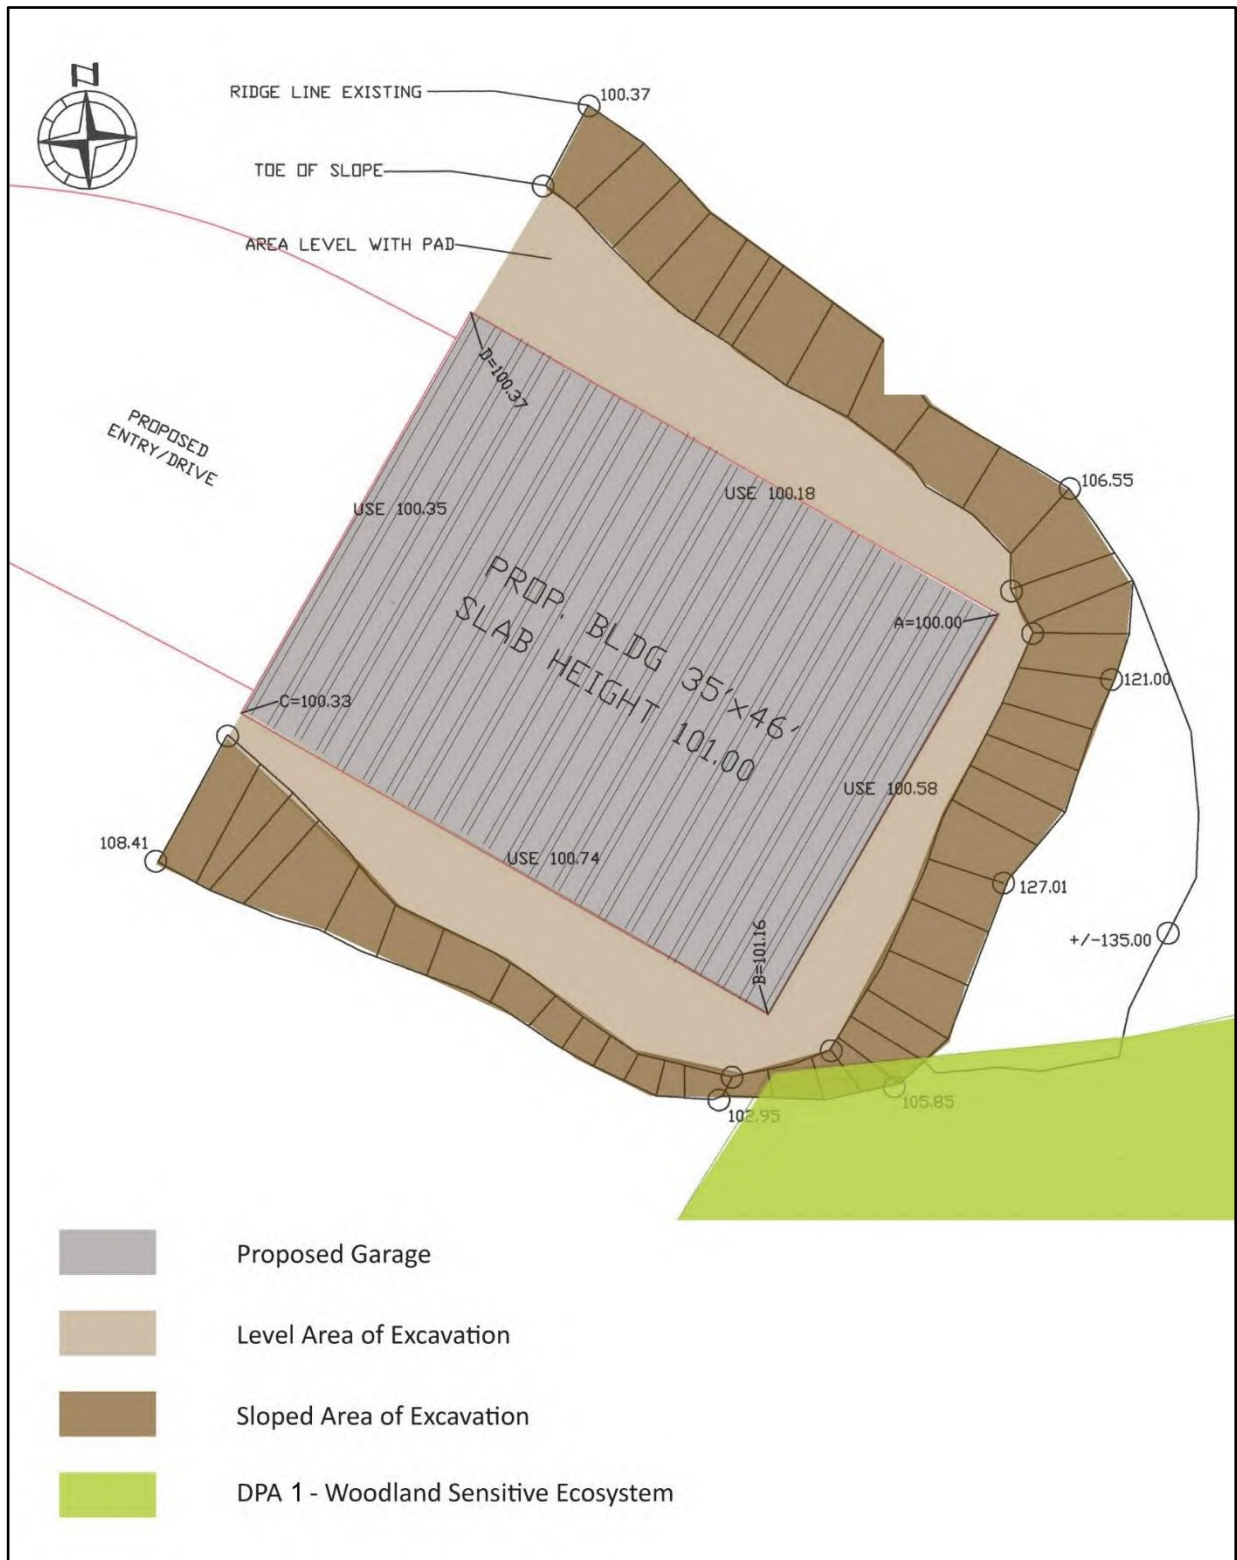 N
RIDGE LINE EXISTING
100.37
TOE OF SLOPE
AREA LEVEL WITH PAD
D=100.37
PROPOSED
ENTRY/DRIVE
USE 100.35
USE 100.18
106.55
PROP. BLDG 35'x46'
SLAB HEIGHT 101.00
A=100.00
121.00
C=100.33
USE 100.58
108.41
USE 100.74
127.01
B=101.16
+/-135.00
102.95
105.85
Proposed Garage
Level Area of Excavation
Sloped Area of Excavation
DPA 1 - Woodland Sensitive Ecosystem